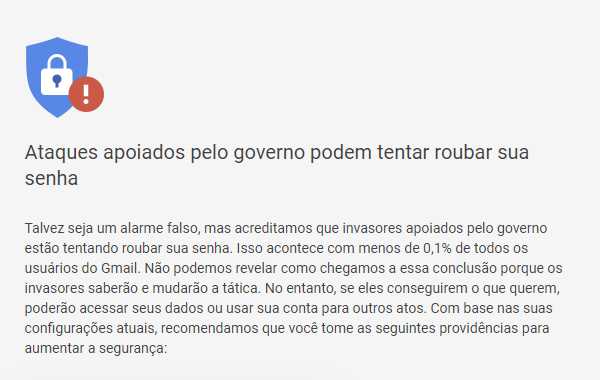 Ataques apoiados pelo governo podem tentar roubar sua
senha
Talvez seja um alarme falso, mas acreditamos que invasores apoiados pelo governo
estão tentando roubar sua senha. Isso acontece com menos de 0,1% de todos os
usuários do Gmail. Não podemos revelar como chegamos a essa conclusão porque os
invasores saberão e mudarão a tática. No entanto, se eles conseguirem o que querem,
poderão acessar seus dados ou usar sua conta para outros atos. Com base nas suas
configurações atuais, recomendamos que você tome as seguintes providências para
aumentar a segurança: